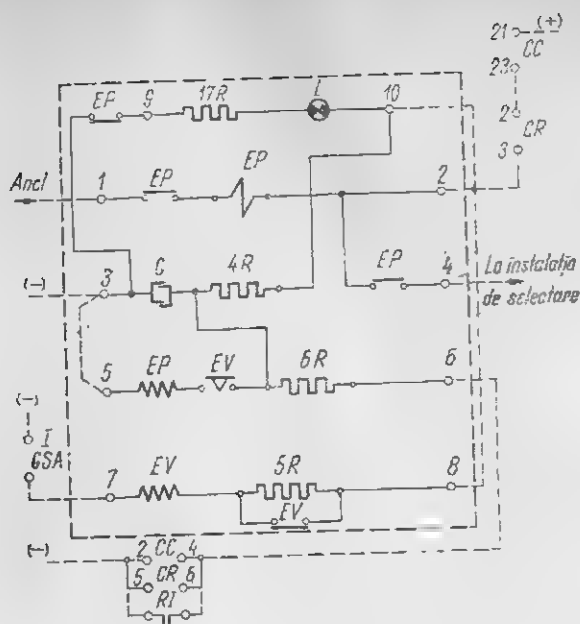 21 (+)
CC
23
2
CR
3
EP 9 17R L 10
Ancl 1 EP EP 2
(-) 3 C 4R EP 4 La instalația
de selectare
5 EP EV 6R 6
(-)
I
GSA
7 EV 5R 8
EV
(-) 2 CC 4
5 CR 6
RI